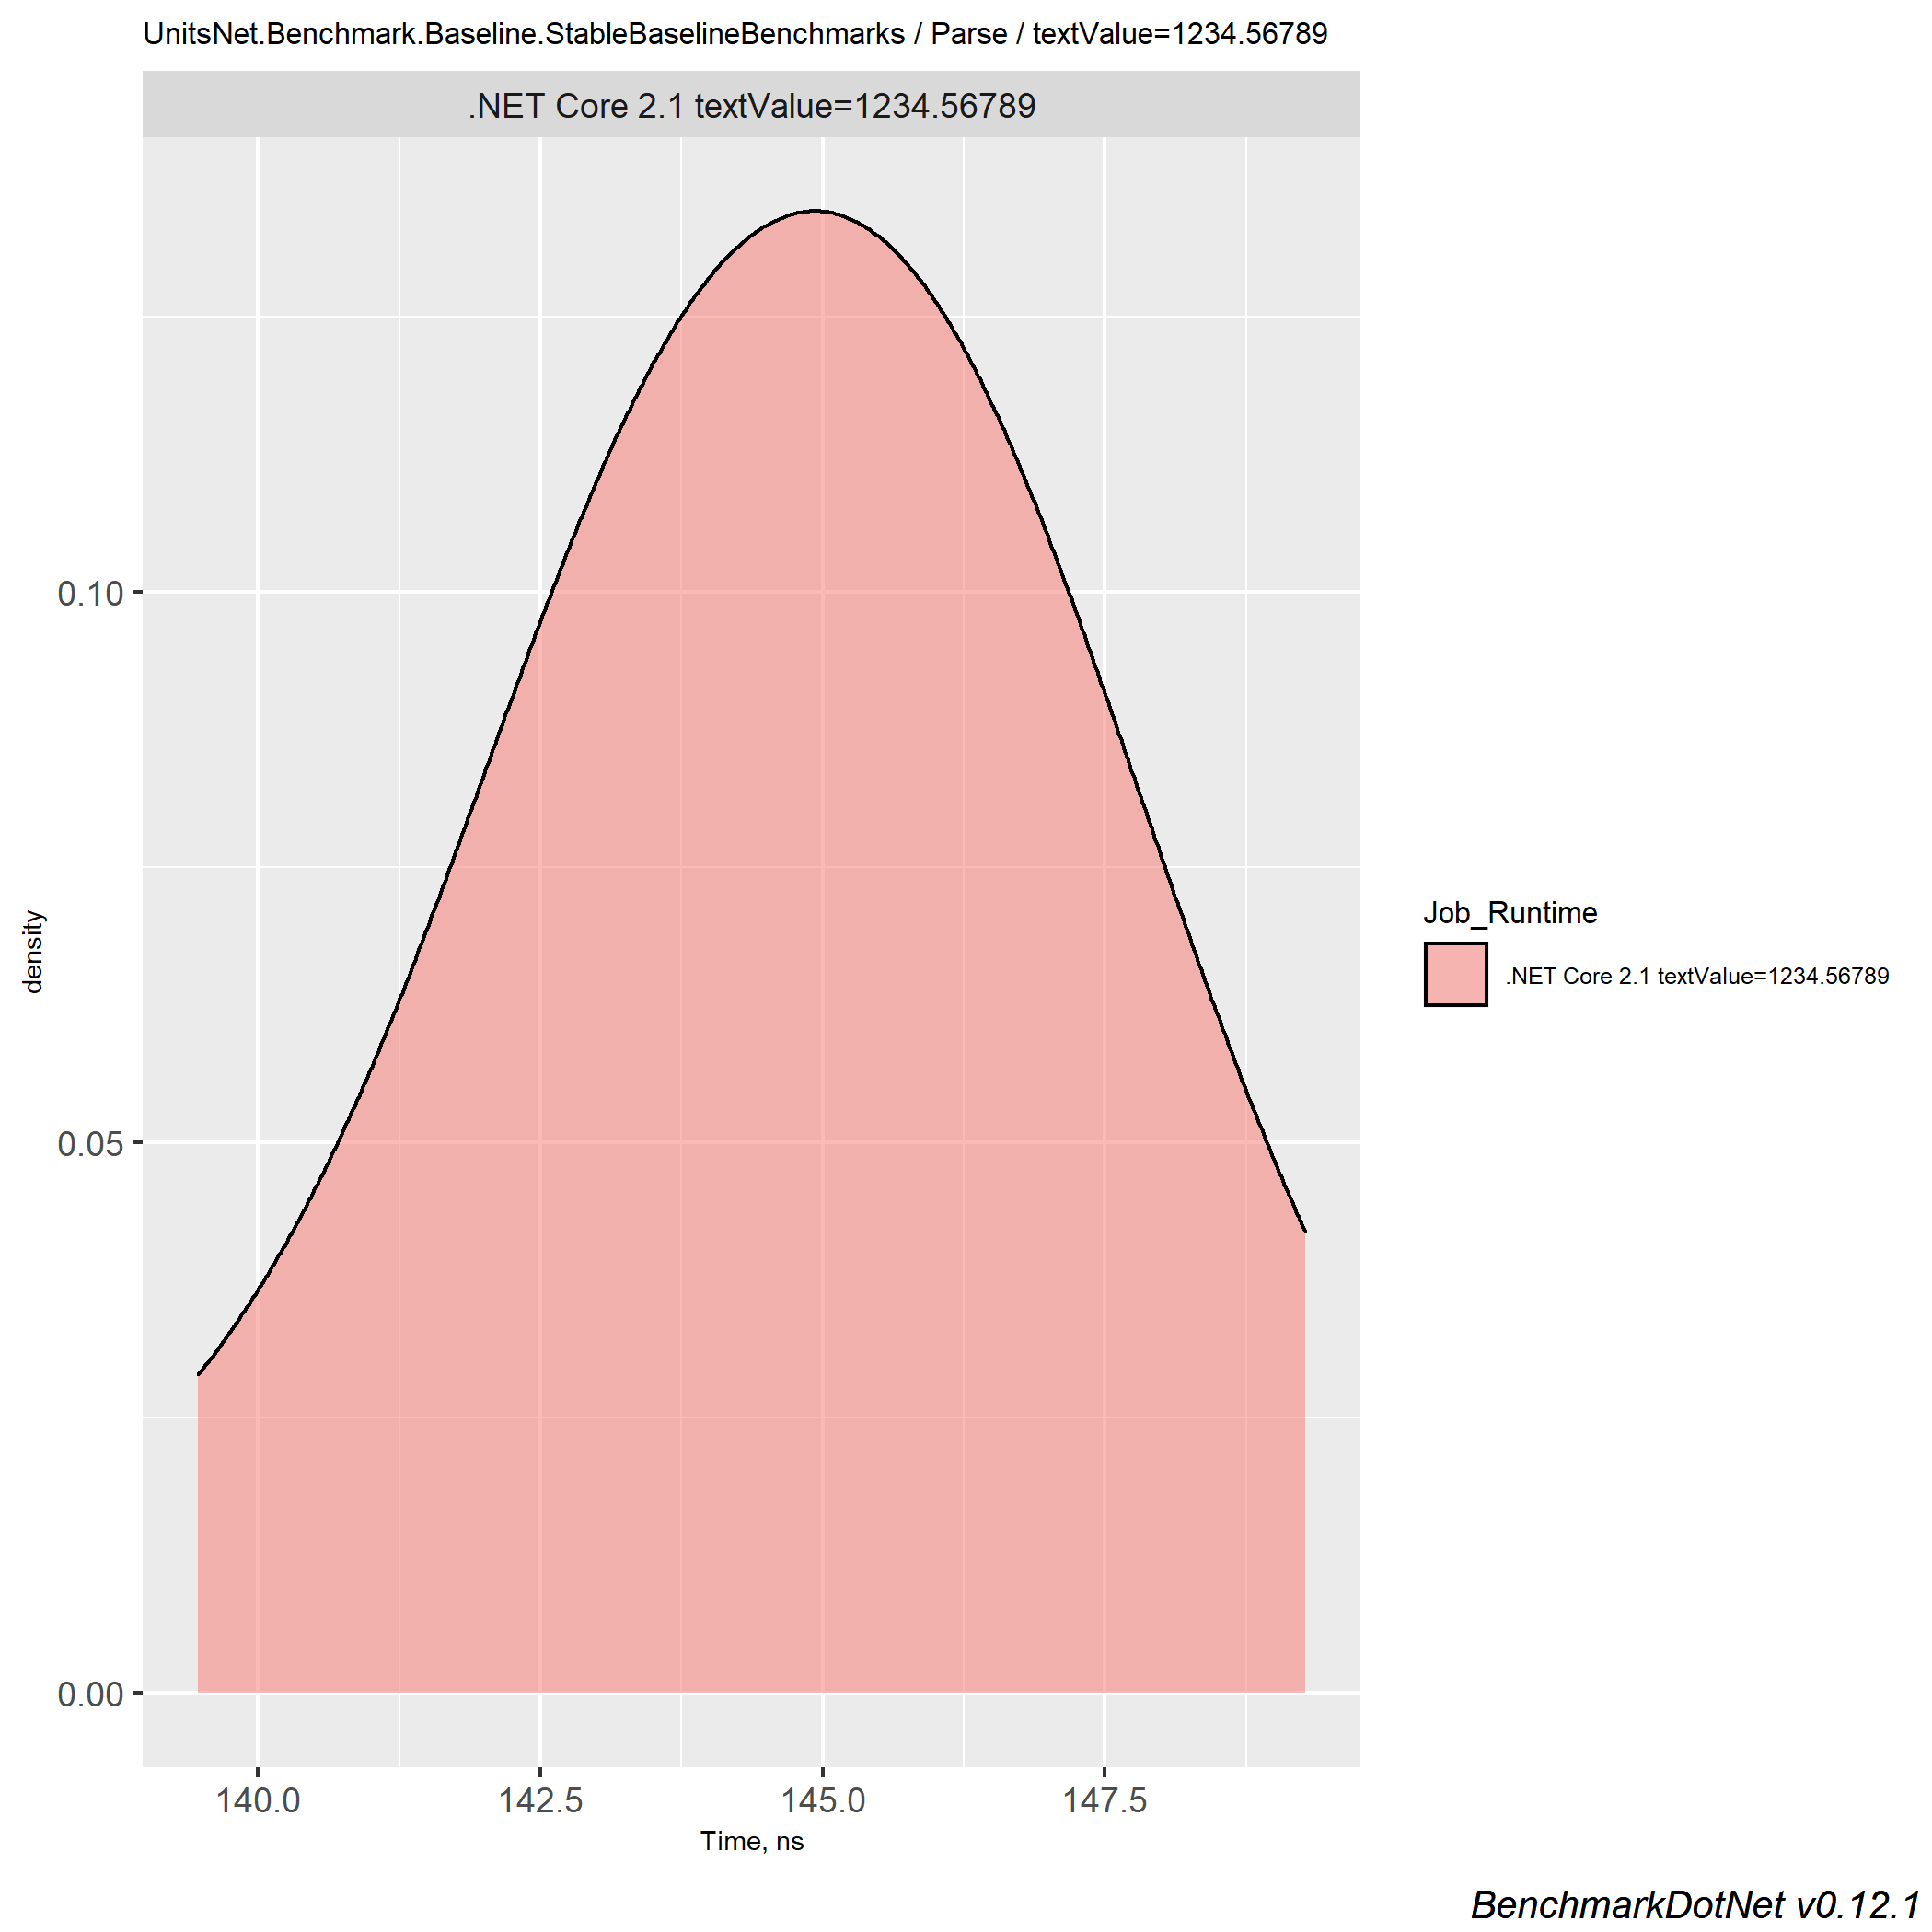 UnitsNet.Benchmark.Baseline.StableBaselineBenchmarks / Parse / textValue=1234.56789
.NET Core 2.1 textValue=1234.56789
0.10
0.05
0.00
density
140.0 142.5 145.0 147.5
Time, ns
Job_Runtime
.NET Core 2.1 textValue=1234.56789
BenchmarkDotNet v0.12.1